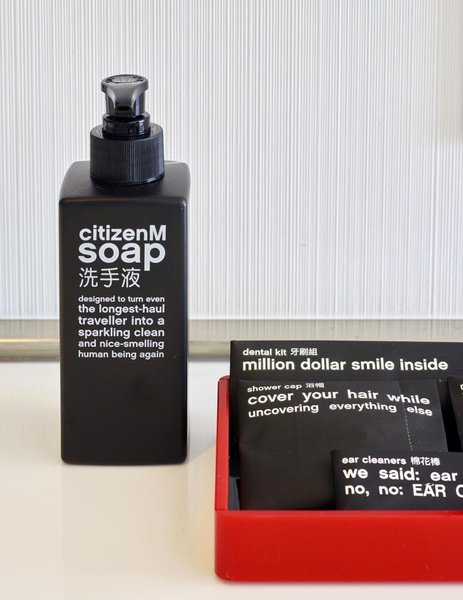 citizenM
soap
洗手液
designed to turn even
the longest-haul
traveller into a
sparkling clean
and nice-smelling
human being again
dental kit 牙刷組
million dollar smile inside
shower cap 浴帽
cover your hair while
uncovering everything else
ear cleaners 棉花棒
we said: ear
no, no: EAR